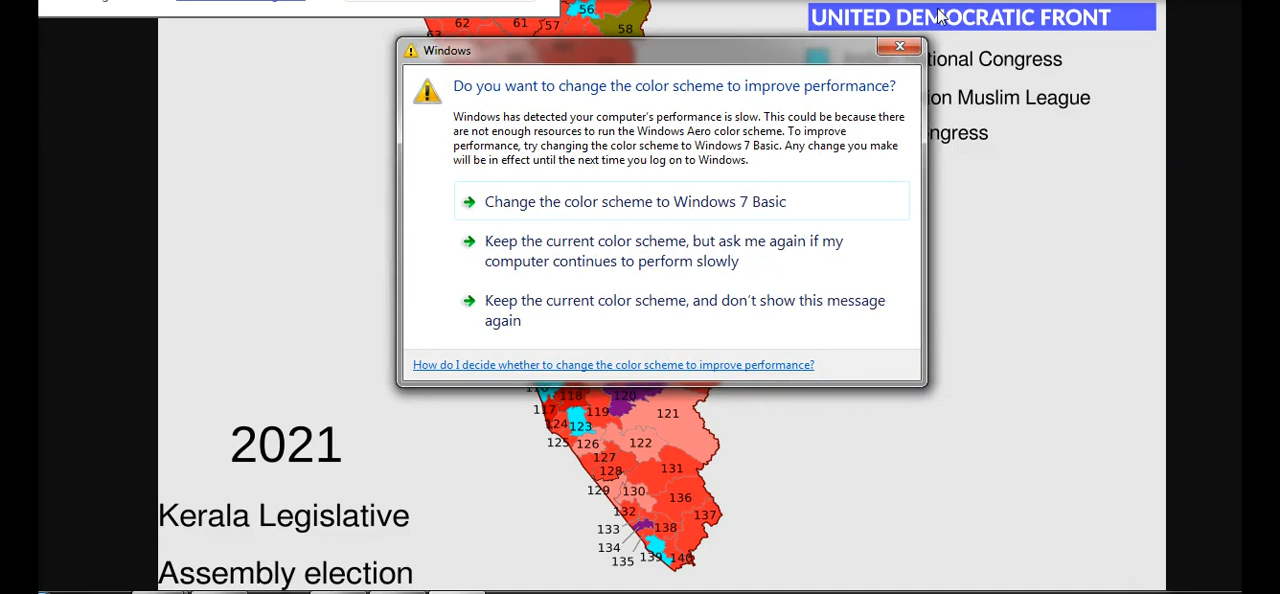 62 61 57 56 58
63
UNITED DEMOCRATIC FRONT
tional Congress
on Muslim League
ngress
Windows
Do you want to change the color scheme to improve performance?
Windows has detected your computer's performance is slow. This could be because there
are not enough resources to run the Windows Aero color scheme. To improve
performance, try changing the color scheme to Windows 7 Basic. Any change you make
will be in effect until the next time you log on to Windows.
Change the color scheme to Windows 7 Basic
Keep the current color scheme, but ask me again if my
computer continues to perform slowly
Keep the current color scheme, and don't show this message
again
How do I decide whether to change the color scheme to improve performance?
118 120
117 119 121
124 123
125 126 122
127
128 131
129 130 136
132 137
133 138
134
135 139 140
2021
Kerala Legislative
Assembly election